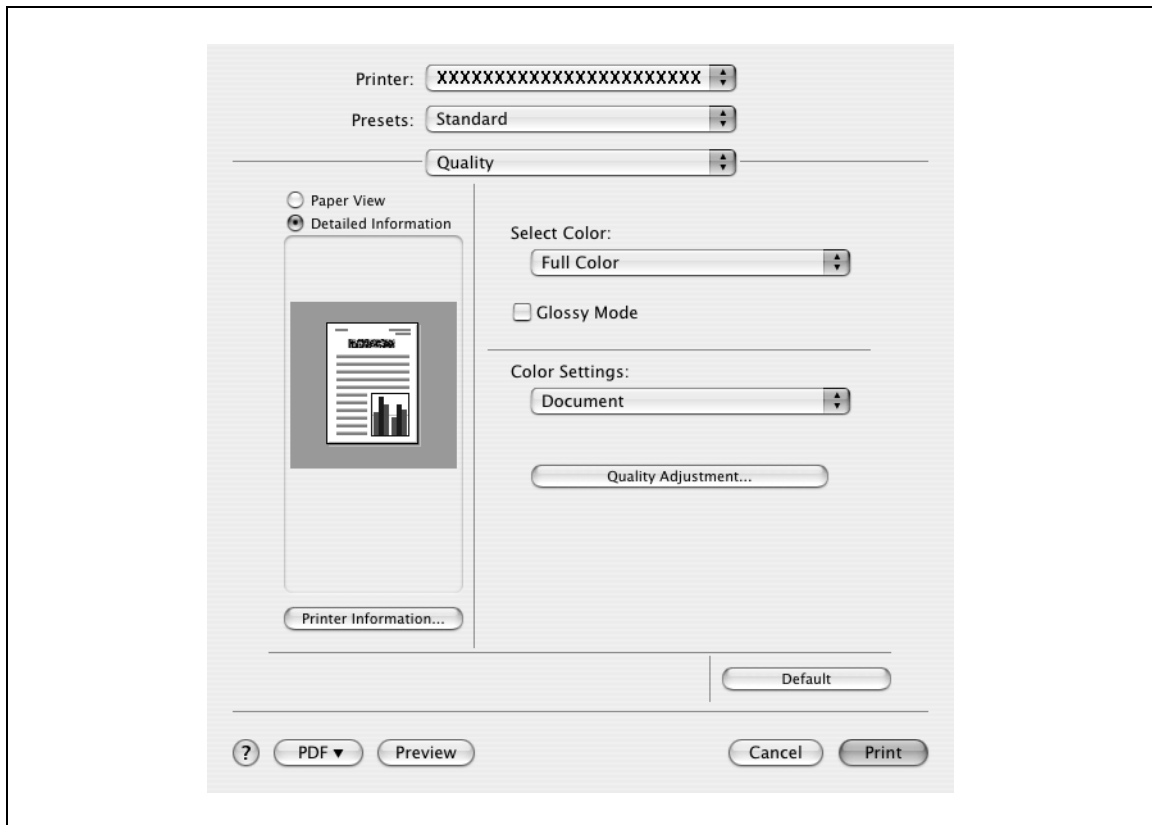 Printer: XXXXXXXXXXXXXXXXXXXXXXX
Presets: Standard
Quality
Paper View
Detailed Information
Select Color:
Full Color
Glossy Mode
Color Settings:
Document
Quality Adjustment...
Printer Information...
Default
? PDF Preview Cancel Print